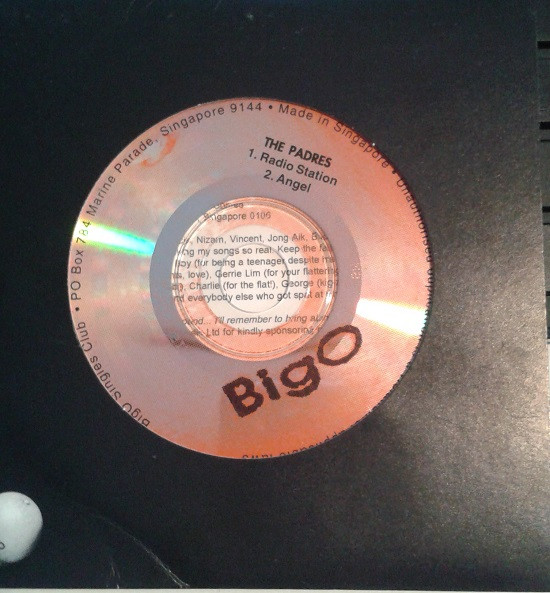 BigO Singles Club • PO Box 784 Marine Parade, Singapore 9144 • Made in Singapore •
THE PADRES
1. Radio Station
2. Angel
Singapore 0106
Nizam, Vincent, Jong Aik,
my songs so real. Keep the
(for being a teenager despite
love), Gerrie Lim (for your
Charlie (for the flat!), George
everybody else who got spat at
I'll remember to bring
Ltd for kindly sponsoring
BigO